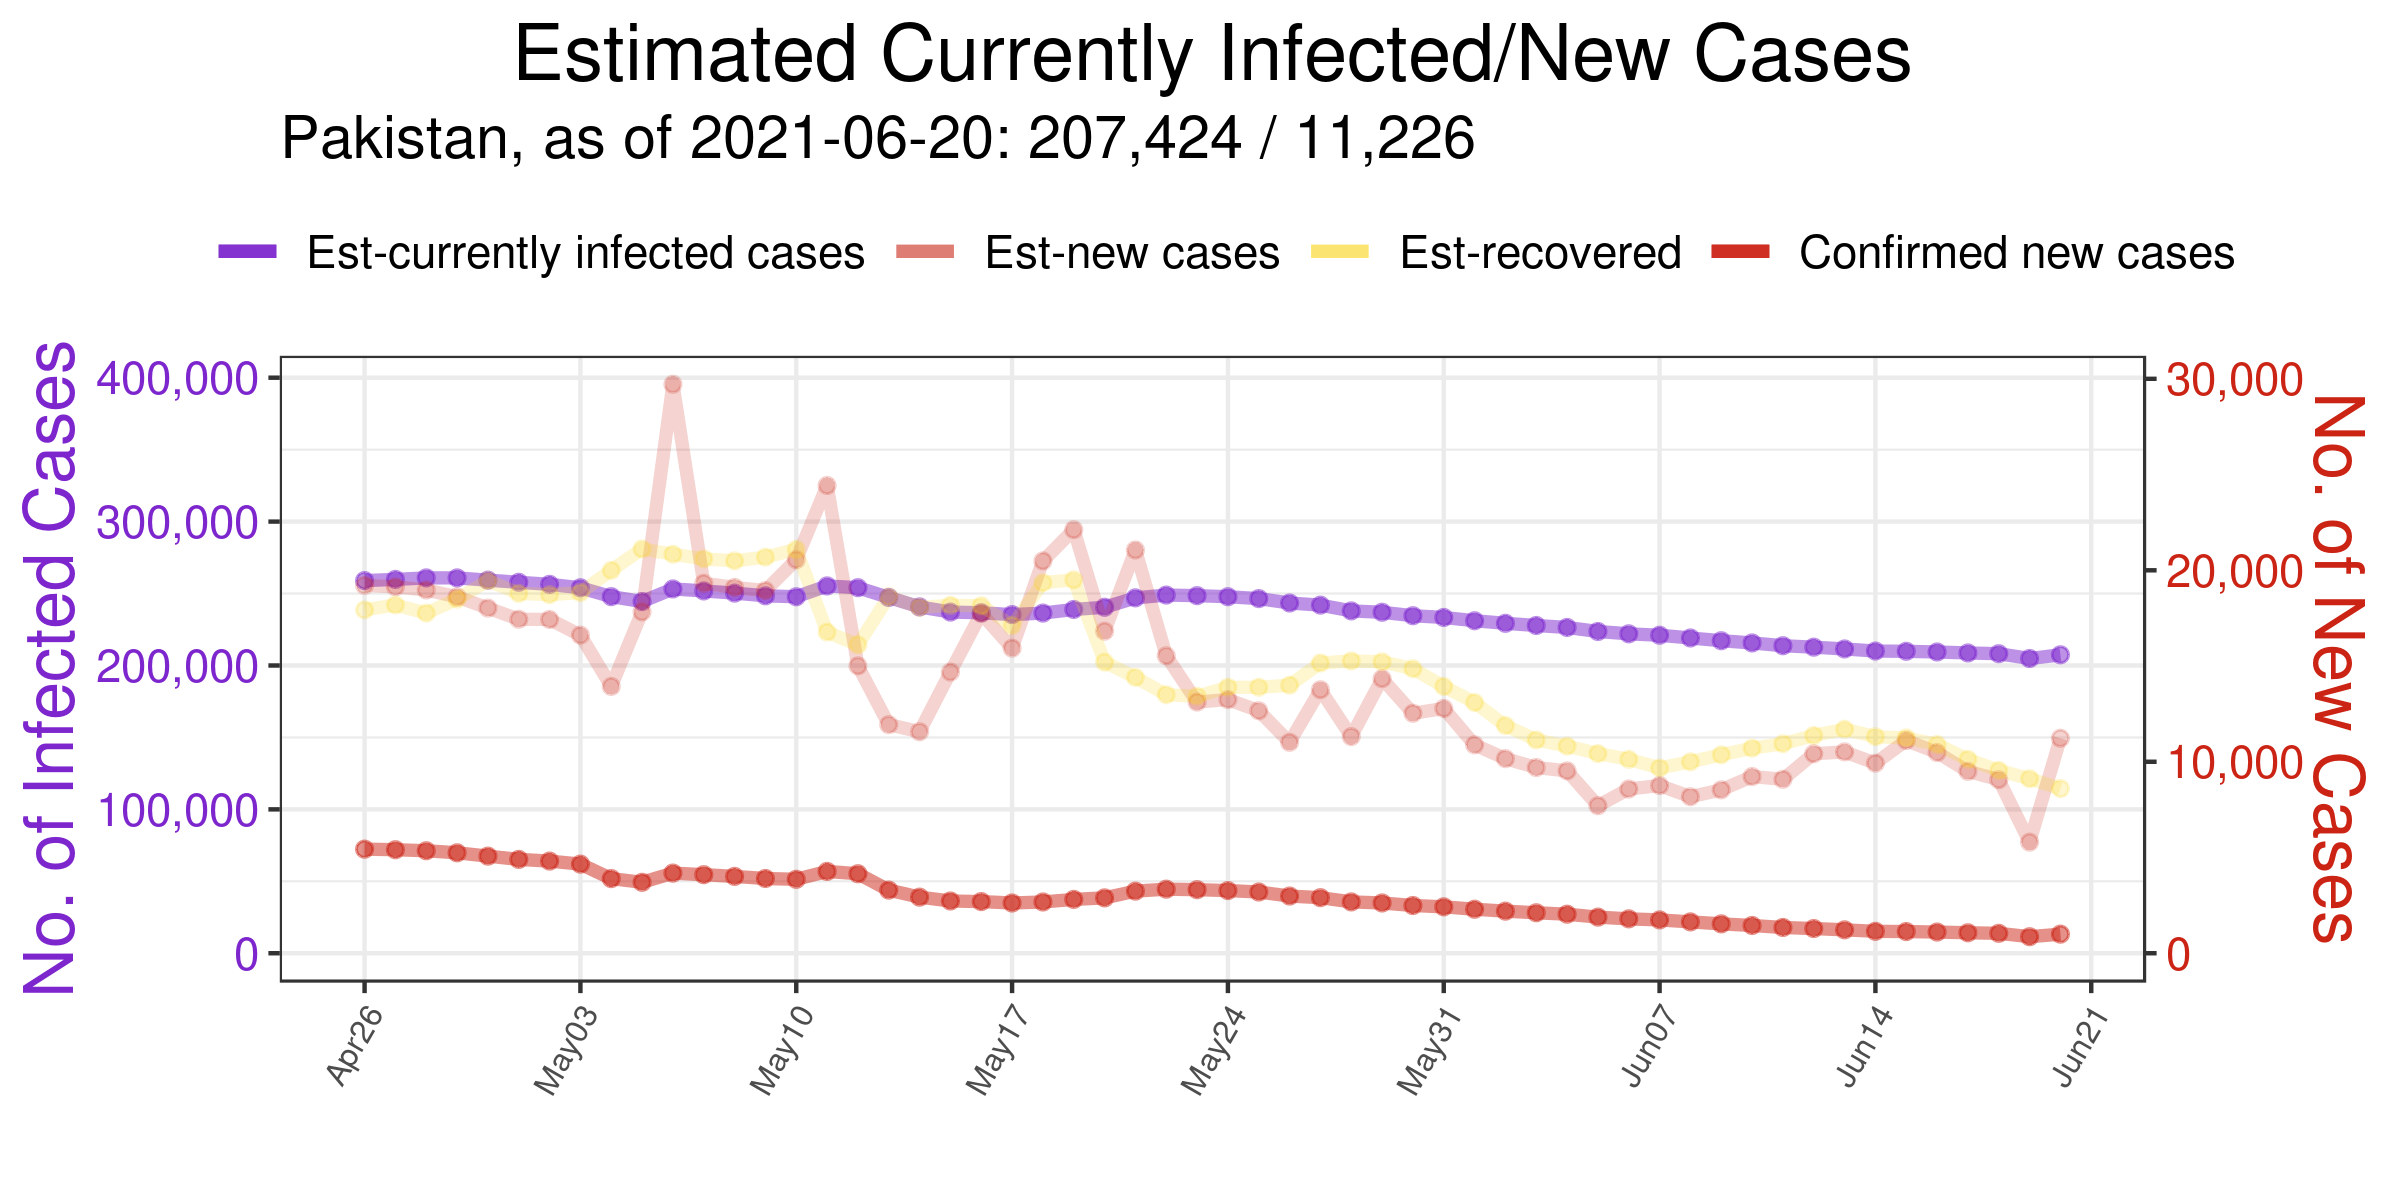 Estimated Currently Infected/New Cases
Pakistan, as of 2021-06-20: 207,424 / 11,226
Est-currently infected cases Est-new cases Est-recovered Confirmed new cases
No. of Infected Cases
400,000
300,000
200,000
100,000
0
30,000
20,000
10,000
0
No. of New Cases
Apr26 May03 May10 May17 May24 May31 Jun07 Jun14 Jun21